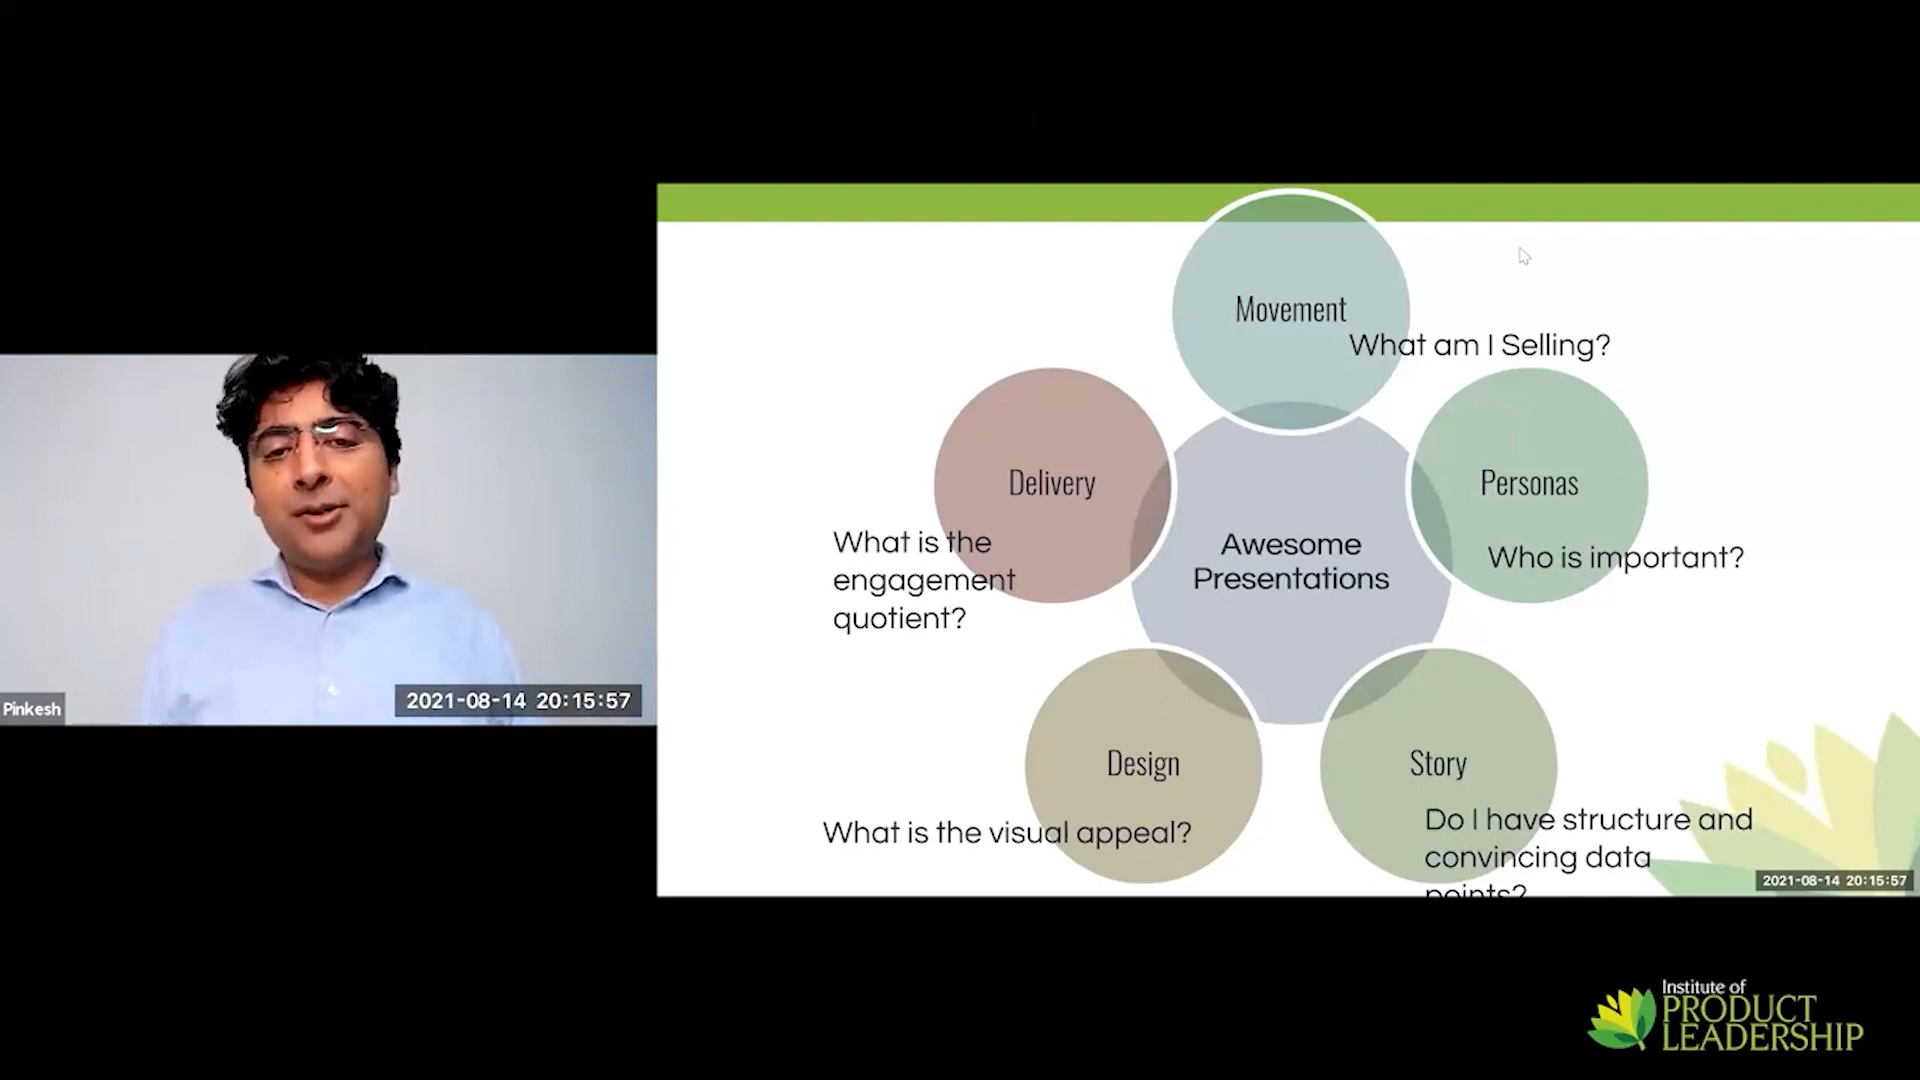 Movement
What am I Selling?
Delivery
Personas
What is the
engagement
quotient?
Awesome
Presentations
Who is important?
Design
Story
What is the visual appeal?
Do I have structure and
convincing data
points?
Pinkesh
2021-08-14 20:15:57
2021-08-14 20:15:57
Institute of
PRODUCT
LEADERSHIP